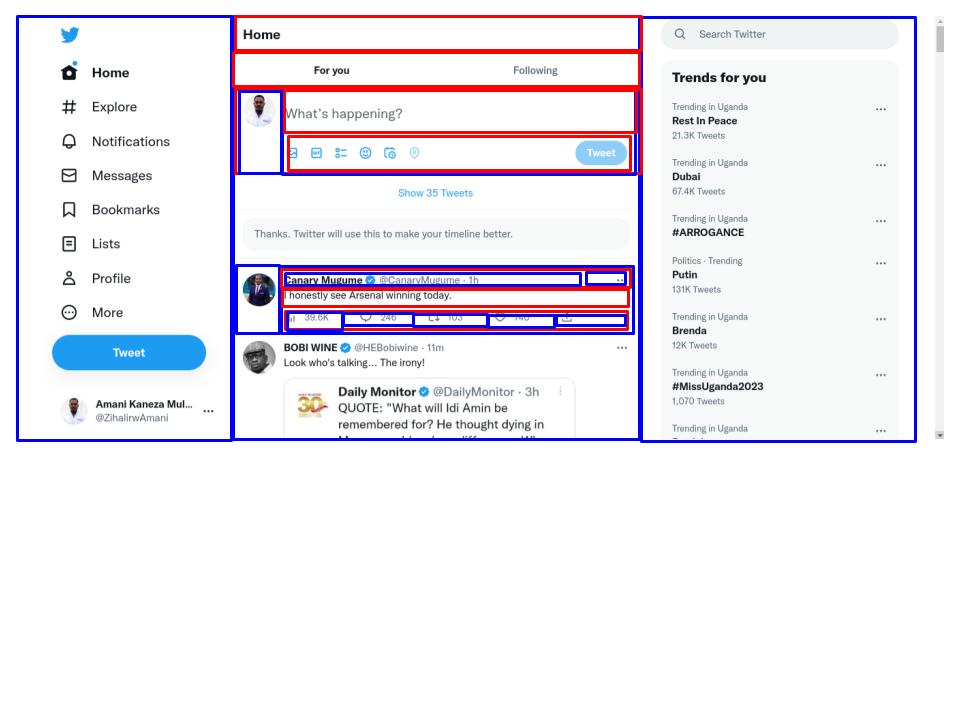 Home
Explore
Notifications
Messages
Bookmarks
Lists
Profile
More
Tweet
Amani Kaneza Mul...
@ZihalirwAmani
Home
For you
Following
What's happening?
Tweet
Show 35 Tweets
Thanks. Twitter will use this to make your timeline better.
Canary Mugume @CanaryMugume · 1h
I honestly see Arsenal winning today.
39.6K 246 103 740
BOBI WINE @HEBobiwine · 11m
Look who's talking... The irony!
Daily Monitor @DailyMonitor · 3h
QUOTE: "What will Idi Amin be
remembered for? He thought dying in
Search Twitter
Trends for you
Trending in Uganda
Rest In Peace
21.3K Tweets
Trending in Uganda
Dubai
67.4K Tweets
Trending in Uganda
#ARROGANCE
Politics · Trending
Putin
131K Tweets
Trending in Uganda
Brenda
12K Tweets
Trending in Uganda
#MissUganda2023
1,070 Tweets
Trending in Uganda